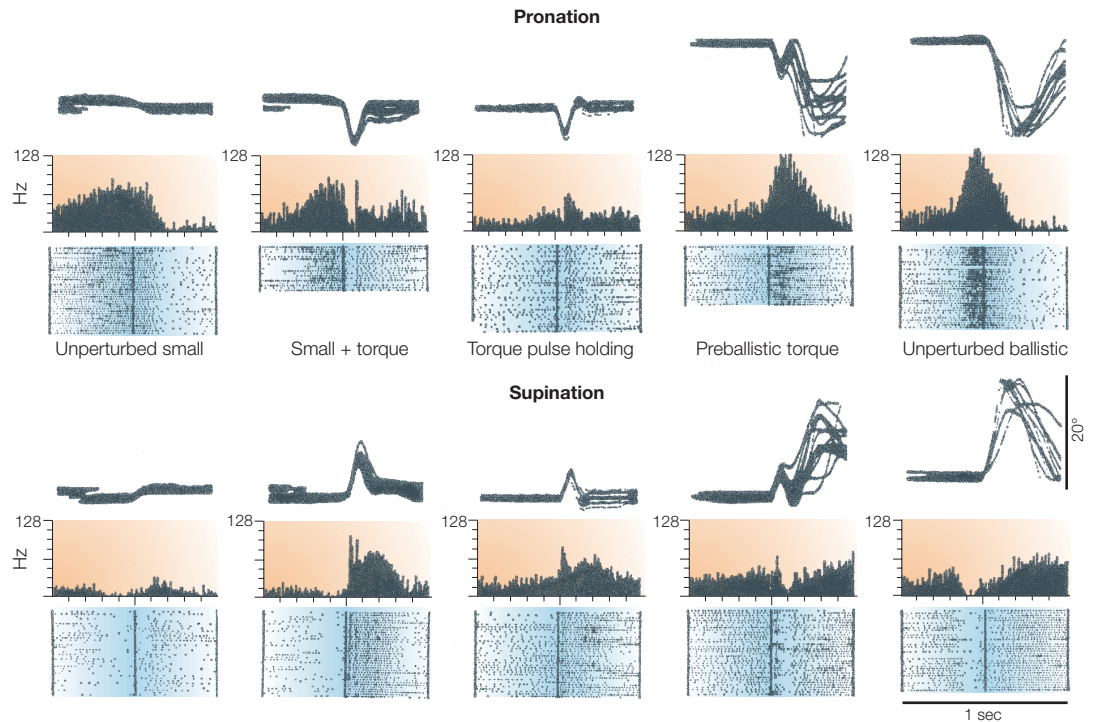 Pronation
128
128
128
128
128
Hz
Unperturbed small
Small + torque
Torque pulse holding
Preballistic torque
Unperturbed ballistic
Supination
20°
128
128
128
128
128
Hz
1 sec